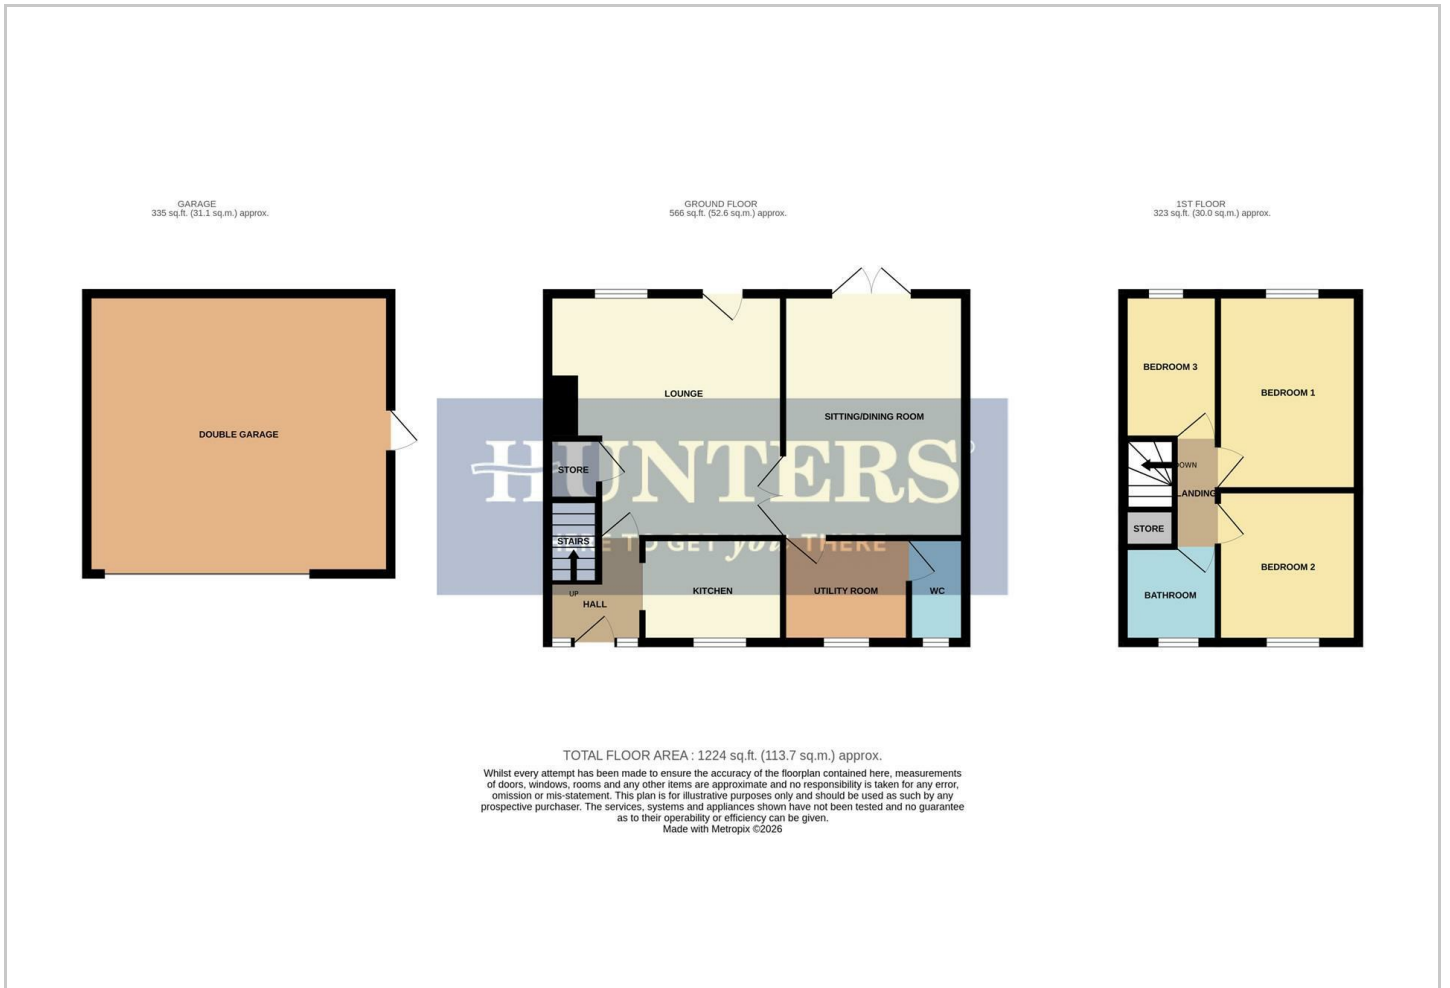 GARAGE
335 sq.ft. (31.1 sq.m.) approx.
GROUND FLOOR
566 sq.ft. (52.6 sq.m.) approx.
1ST FLOOR
323 sq.ft. (30.0 sq.m.) approx.
DOUBLE GARAGE
LOUNGE
SITTING/DINING ROOM
STORE
STAIRS
UP
HALL
KITCHEN
UTILITY ROOM
WC
HUNTERS®
HERE TO GET you THERE
BEDROOM 3
BEDROOM 1
DOWN
LANDING
STORE
BEDROOM 2
BATHROOM
TOTAL FLOOR AREA : 1224 sq.ft. (113.7 sq.m.) approx.
Whilst every attempt has been made to ensure the accuracy of the floorplan contained here, measurements
of doors, windows, rooms and any other items are approximate and no responsibility is taken for any error,
omission or mis-statement. This plan is for illustrative purposes only and should be used as such by any
prospective purchaser. The services, systems and appliances shown have not been tested and no guarantee
as to their operability or efficiency can be given.
Made with Metropix ©2026